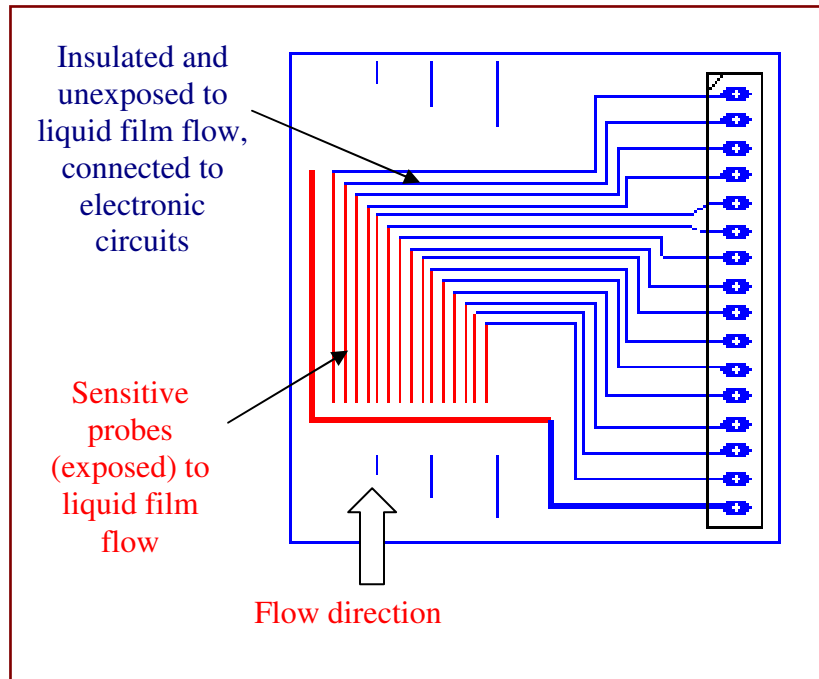 Insulated and
unexposed to
liquid film flow,
connected to
electronic
circuits
Sensitive
probes
(exposed) to
liquid film
flow
Flow direction